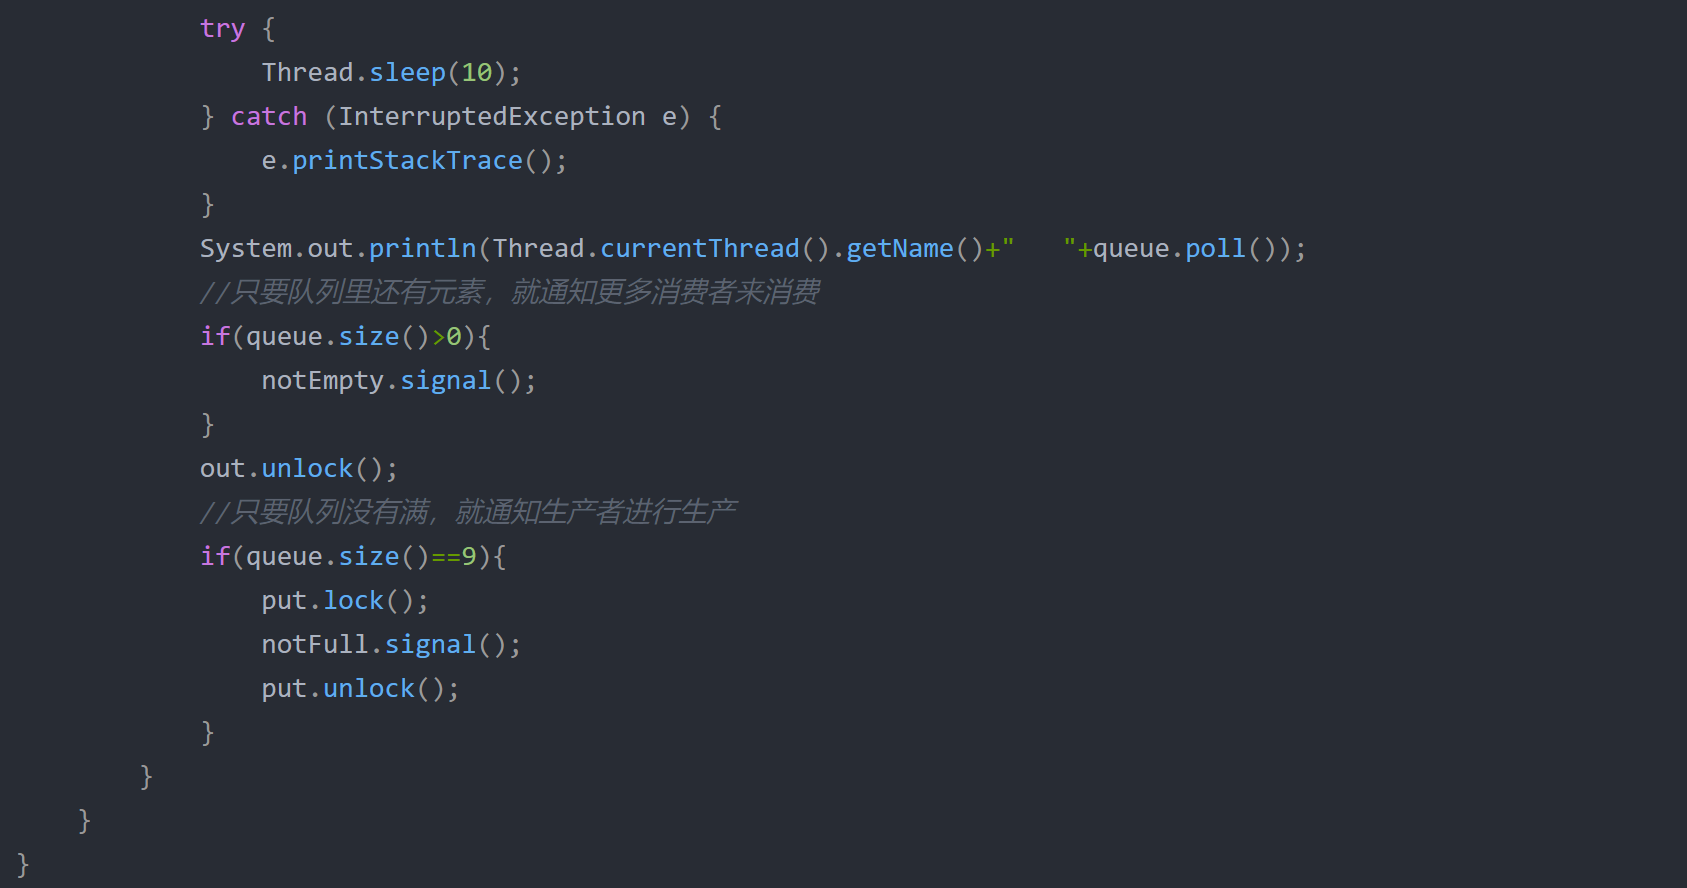 try {
Thread.sleep(10);
} catch (InterruptedException e) {
e.printStackTrace();
}
System.out.println(Thread.currentThread().getName()+"   "+queue.poll());
//只要队列里还有元素，就通知更多消费者来消费
if(queue.size()>0){
notEmpty.signal();
}
out.unlock();
//只要队列没有满，就通知生产者进行生产
if(queue.size()==9){
put.lock();
notFull.signal();
put.unlock();
}
}
}
}